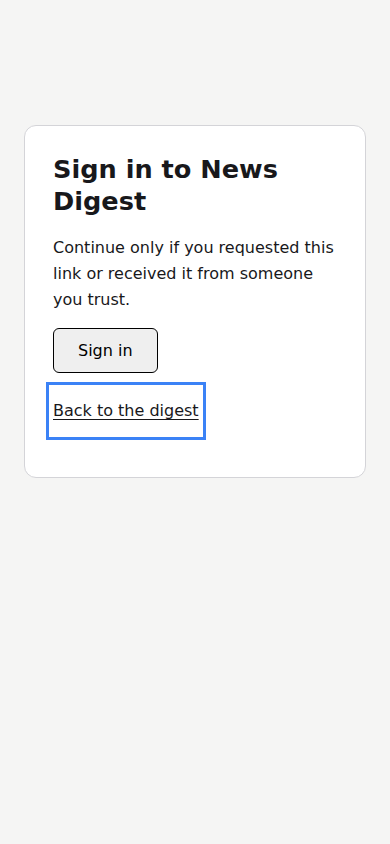 Sign in to News
Digest
Continue only if you requested this
link or received it from someone
you trust.
Sign in
Back to the digest